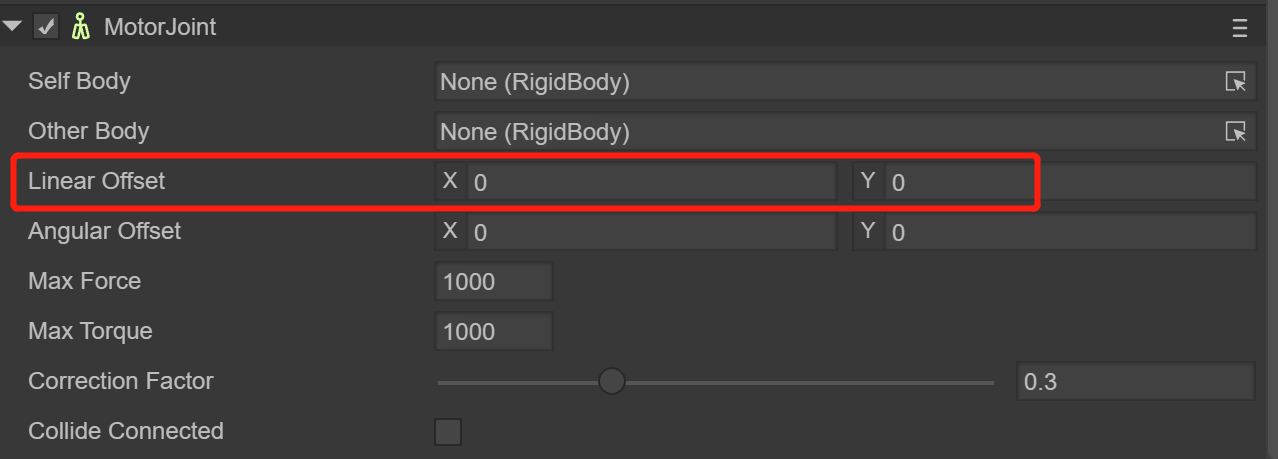 MotorJoint
Self Body None (RigidBody)
Other Body None (RigidBody)
Linear Offset X 0 Y 0
Angular Offset X 0 Y 0
Max Force 1000
Max Torque 1000
Correction Factor 0.3
Collide Connected